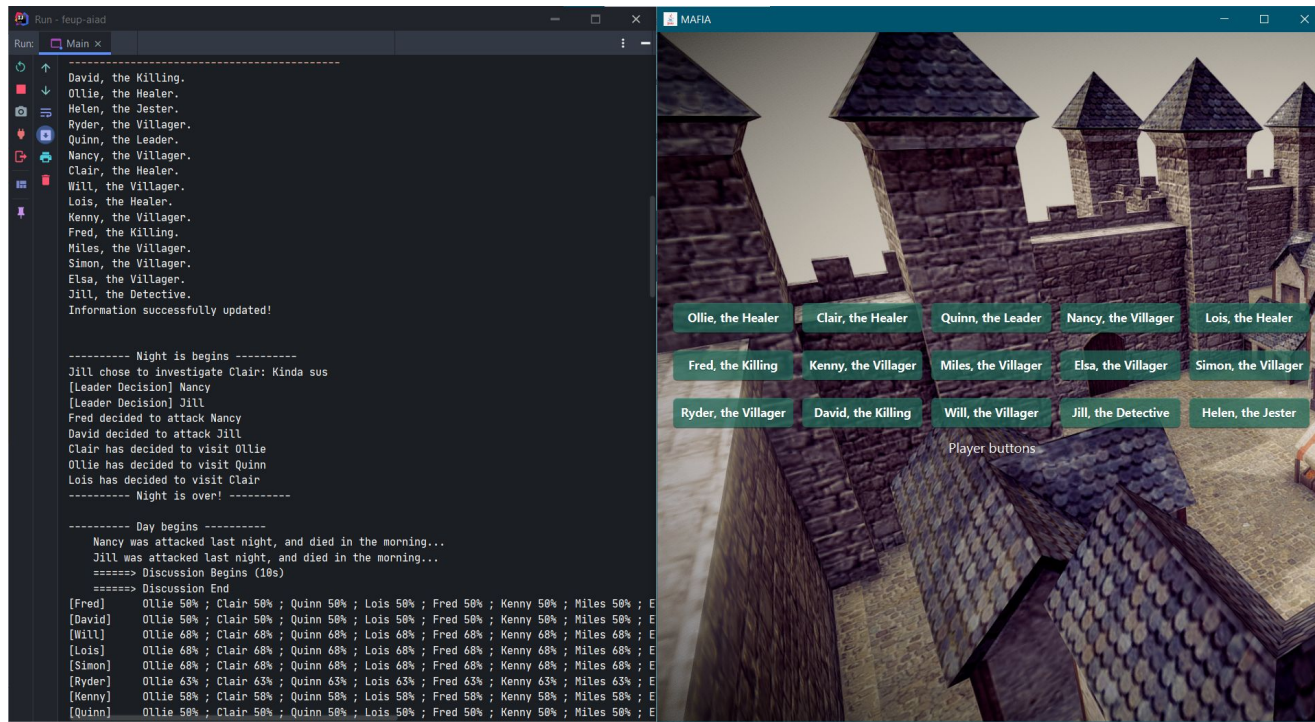 Run - feup-aiad
Run: Main ×
--------------------------------------------
David, the Killing.
Ollie, the Healer.
Helen, the Jester.
Ryder, the Villager.
Quinn, the Leader.
Nancy, the Villager.
Clair, the Healer.
Will, the Villager.
Lois, the Healer.
Kenny, the Villager.
Fred, the Killing.
Miles, the Villager.
Simon, the Villager.
Elsa, the Villager.
Jill, the Detective.
Information successfully updated!
---------- Night is begins ----------
Jill chose to investigate Clair: Kinda sus
[Leader Decision] Nancy
[Leader Decision] Jill
Fred decided to attack Nancy
David decided to attack Jill
Clair has decided to visit Ollie
Ollie has decided to visit Quinn
Lois has decided to visit Clair
---------- Night is over! ----------
---------- Day begins ----------
Nancy was attacked last night, and died in the morning...
Jill was attacked last night, and died in the morning...
======> Discussion Begins (10s)
======> Discussion End
[Fred] Ollie 50% ; Clair 50% ; Quinn 50% ; Lois 50% ; Fred 50% ; Kenny 50% ; Miles 50% ; E
[David] Ollie 50% ; Clair 50% ; Quinn 50% ; Lois 50% ; Fred 50% ; Kenny 50% ; Miles 50% ; E
[Will] Ollie 68% ; Clair 68% ; Quinn 68% ; Lois 68% ; Fred 68% ; Kenny 68% ; Miles 68% ; E
[Lois] Ollie 68% ; Clair 68% ; Quinn 68% ; Lois 68% ; Fred 68% ; Kenny 68% ; Miles 68% ; E
[Simon] Ollie 68% ; Clair 68% ; Quinn 68% ; Lois 68% ; Fred 68% ; Kenny 68% ; Miles 68% ; E
[Ryder] Ollie 63% ; Clair 63% ; Quinn 63% ; Lois 63% ; Fred 63% ; Kenny 63% ; Miles 63% ; E
[Kenny] Ollie 58% ; Clair 58% ; Quinn 58% ; Lois 58% ; Fred 58% ; Kenny 58% ; Miles 58% ; E
[Quinn] Ollie 50% ; Clair 50% ; Quinn 50% ; Lois 50% ; Fred 50% ; Kenny 50% ; Miles 50% ; E
MAFIA
Ollie, the Healer Clair, the Healer Quinn, the Leader Nancy, the Villager Lois, the Healer
Fred, the Killing Kenny, the Villager Miles, the Villager Elsa, the Villager Simon, the Villager
Ryder, the Villager David, the Killing Will, the Villager Jill, the Detective Helen, the Jester
Player buttons